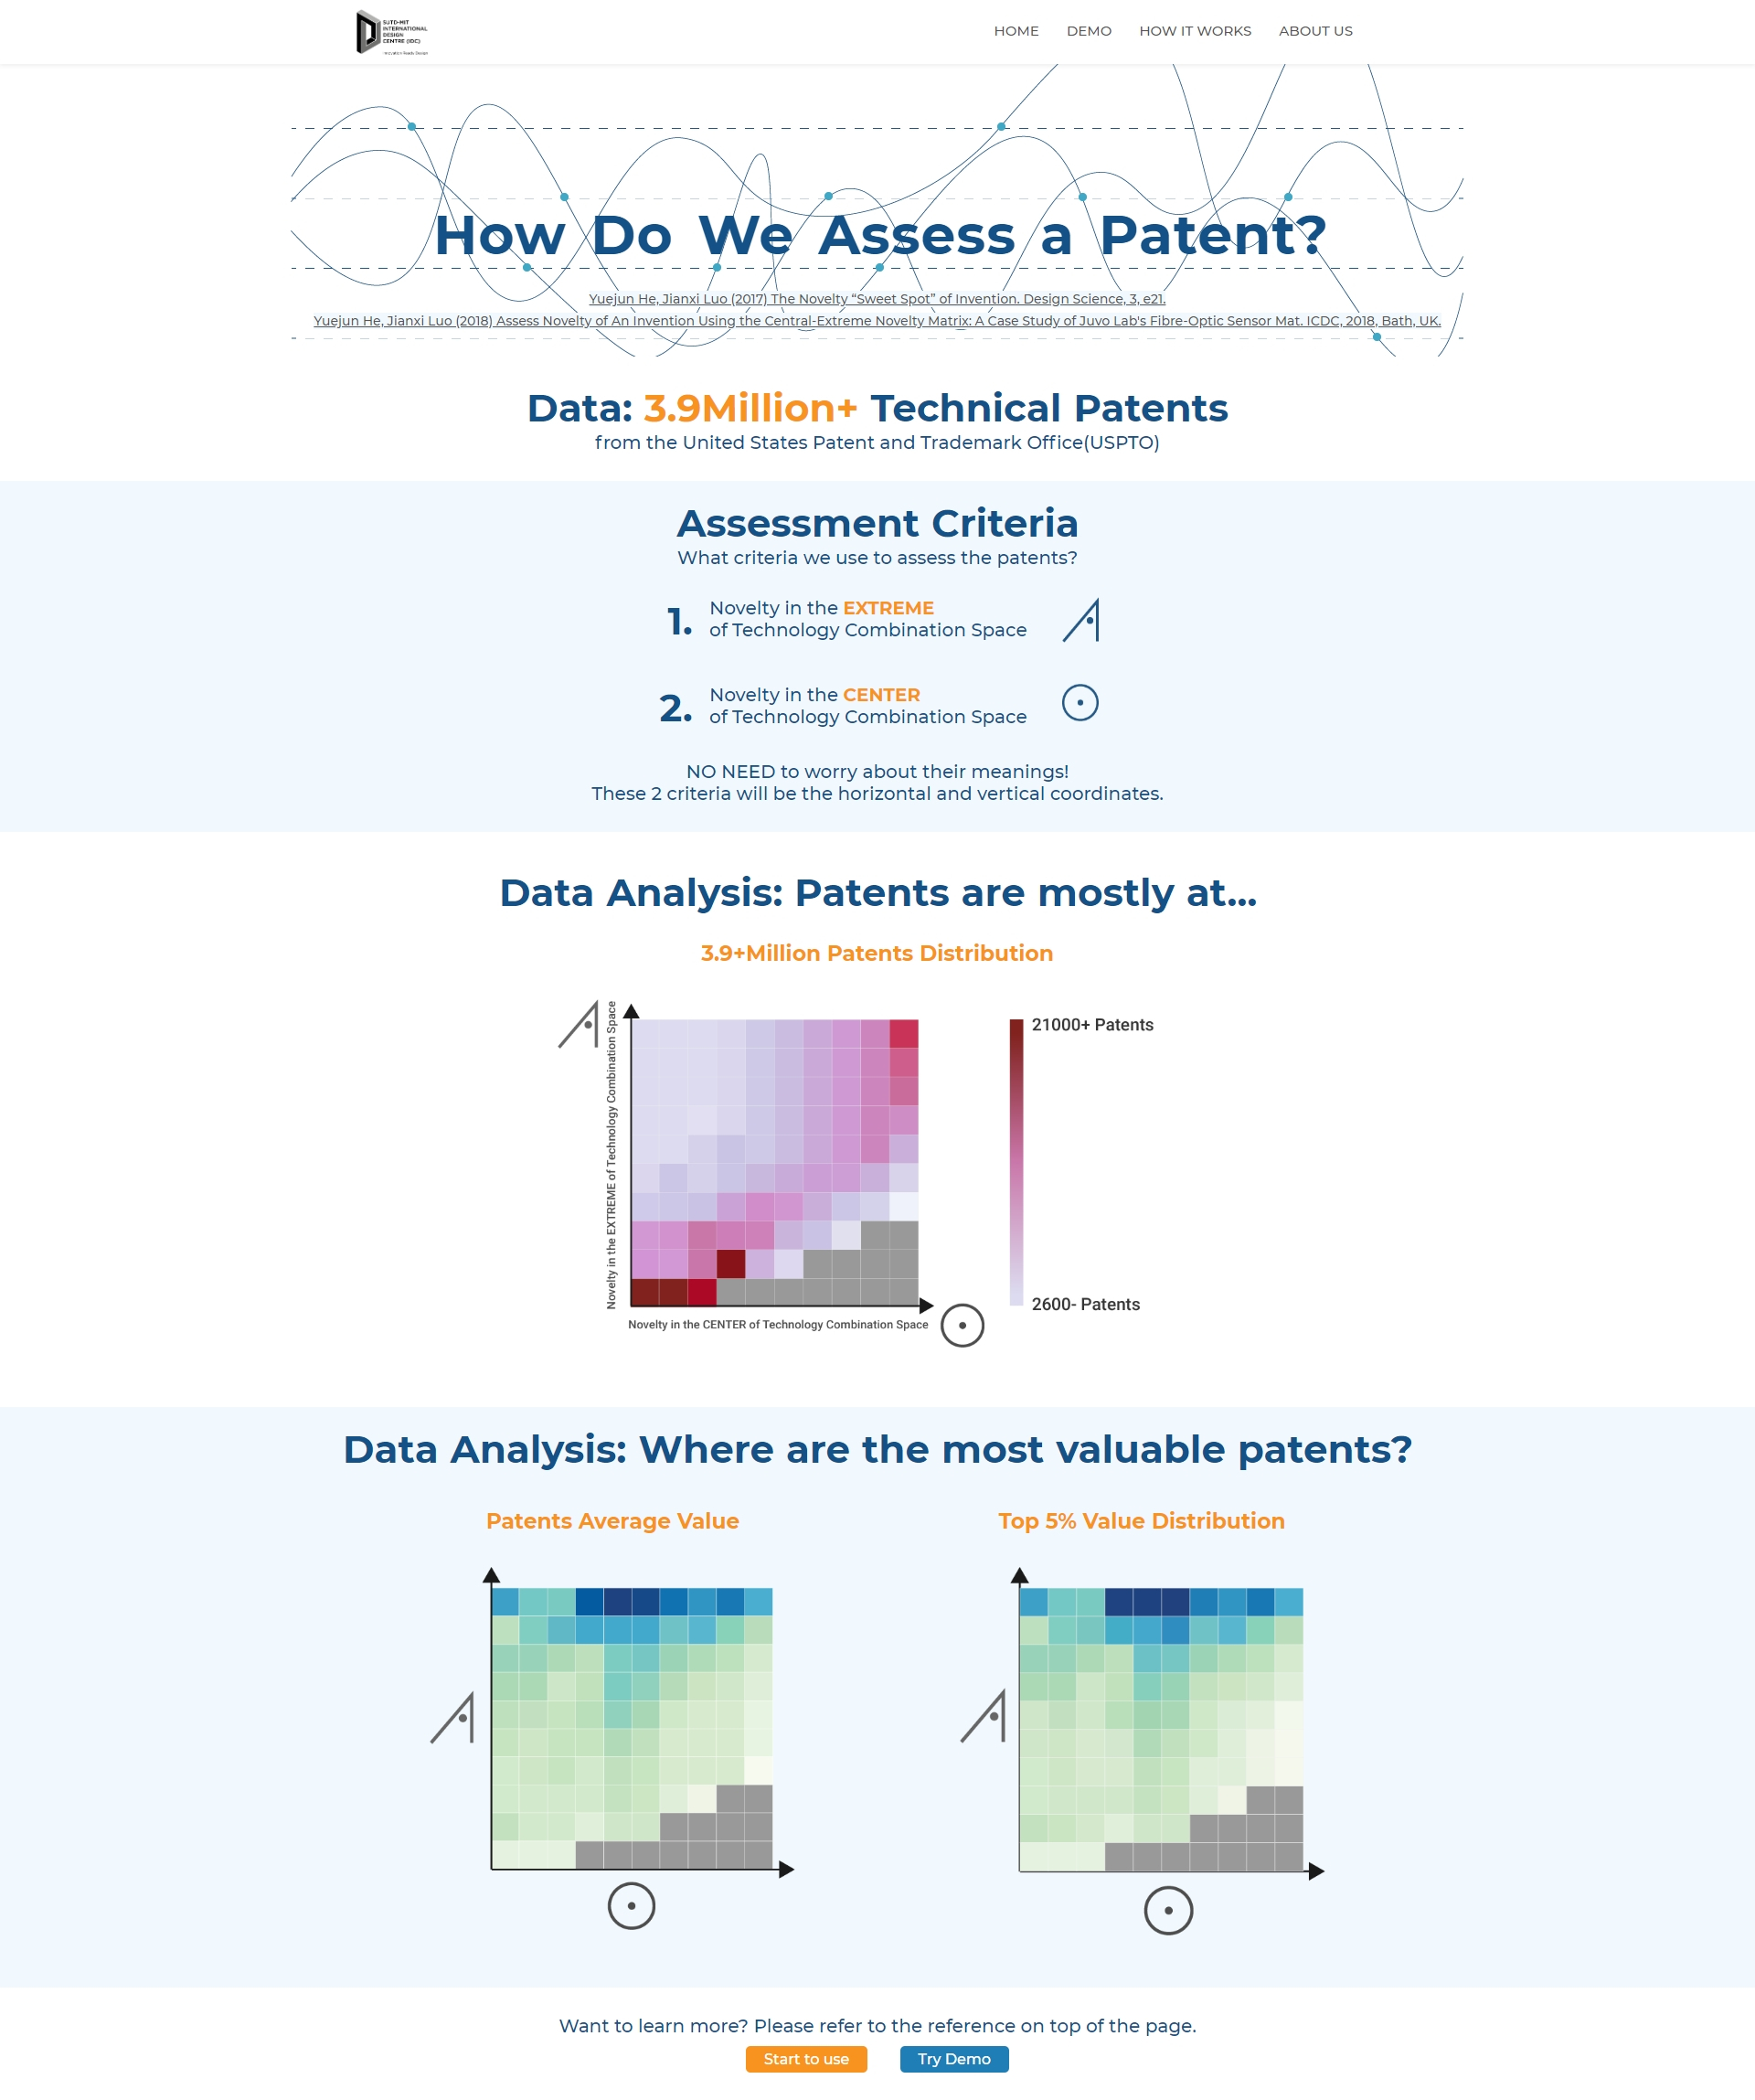 SUTD-MIT
INTERNATIONAL
DESIGN
CENTRE (IDC)
HOME DEMO HOW IT WORKS ABOUT US
How Do We Assess a Patent?
Yuejun He, Jianxi Luo (2017) The Novelty “Sweet Spot” of Invention. Design Science, 3, e21.
Yuejun He, Jianxi Luo (2018) Assess Novelty of An Invention Using the Central-Extreme Novelty Matrix: A Case Study of Juvo Lab's Fibre-Optic Sensor Mat. ICDC, 2018, Bath, UK.
Data: 3.9Million+ Technical Patents
from the United States Patent and Trademark Office(USPTO)
Assessment Criteria
What criteria we use to assess the patents?
1. Novelty in the EXTREME
of Technology Combination Space
2. Novelty in the CENTER
of Technology Combination Space
NO NEED to worry about their meanings!
These 2 criteria will be the horizontal and vertical coordinates.
Data Analysis: Patents are mostly at...
3.9+Million Patents Distribution
Novelty in the EXTREME of Technology Combination Space
21000+ Patents
2600- Patents
Novelty in the CENTER of Technology Combination Space
Data Analysis: Where are the most valuable patents?
Patents Average Value
Top 5% Value Distribution
Want to learn more? Please refer to the reference on top of the page.
Start to use Try Demo